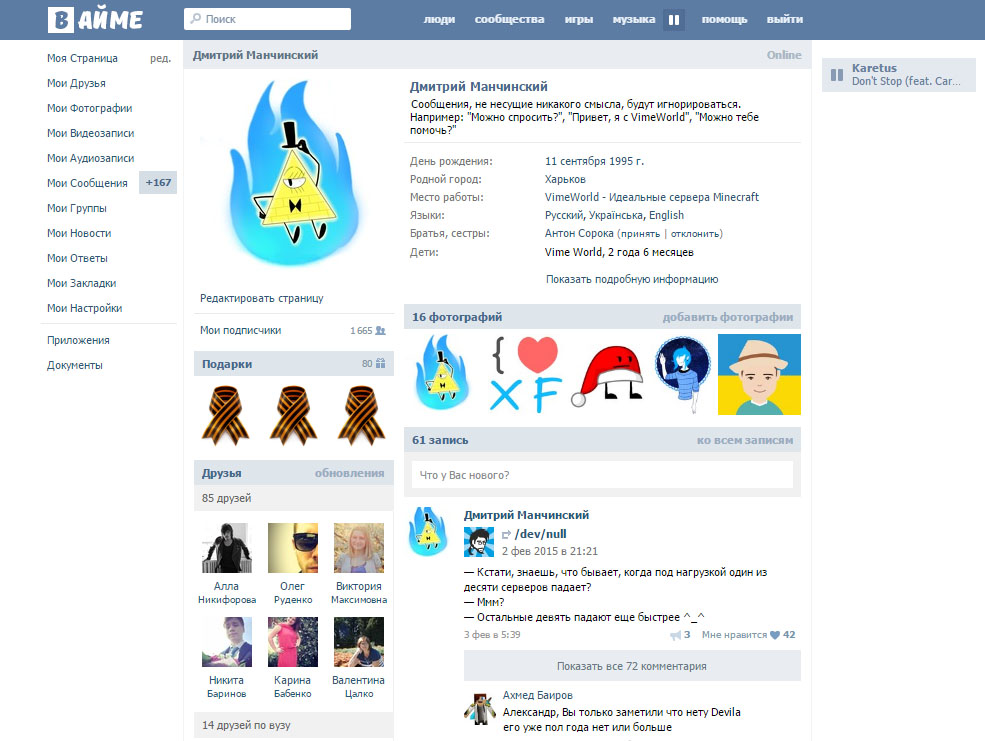 В АЙМЕ
Поиск
люди сообщества игры музыка помощь выйти
Моя Страница ред.
Мои Друзья
Мои Фотографии
Мои Видеозаписи
Мои Аудиозаписи
Мои Сообщения +167
Мои Группы
Мои Новости
Мои Ответы
Мои Закладки
Мои Настройки
Приложения
Документы
Дмитрий Манчинский Online
Редактировать страницу
Мои подписчики 1 665
Подарки 80
Друзья обновления
85 друзей
Алла
Никифорова
Олег
Руденко
Виктория
Максимовна
Никита
Баринов
Карина
Бабенко
Валентина
Цалко
14 друзей по вузу
Дмитрий Манчинский
Сообщения, не несущие никакого смысла, будут игнорироваться.
Например: "Можно спросить?", "Привет, я с VimeWorld", "Можно тебе
помочь?"
День рождения: 11 сентября 1995 г.
Родной город: Харьков
Место работы: VimeWorld - Идеальные сервера Minecraft
Языки: Русский, Українська, English
Братья, сестры: Антон Сорока (принять | отклонить)
Дети: Vime World, 2 года 6 месяцев
Показать подробную информацию
16 фотографий добавить фотографии
{
X F
61 запись ко всем записям
Что у Вас нового?
Дмитрий Манчинский
/dev/null
2 фев 2015 в 21:21
— Кстати, знаешь, что бывает, когда под нагрузкой один из
десяти серверов падает?
— Ммм?
— Остальные девять падают еще быстрее ^_^
3 фев в 5:39 3 Мне нравится 42
Показать все 72 комментария
Ахмед Баиров
Александр, Вы только заметили что нету Devila
его уже пол года нет или больше
Karetus
Don't Stop (feat. Car...